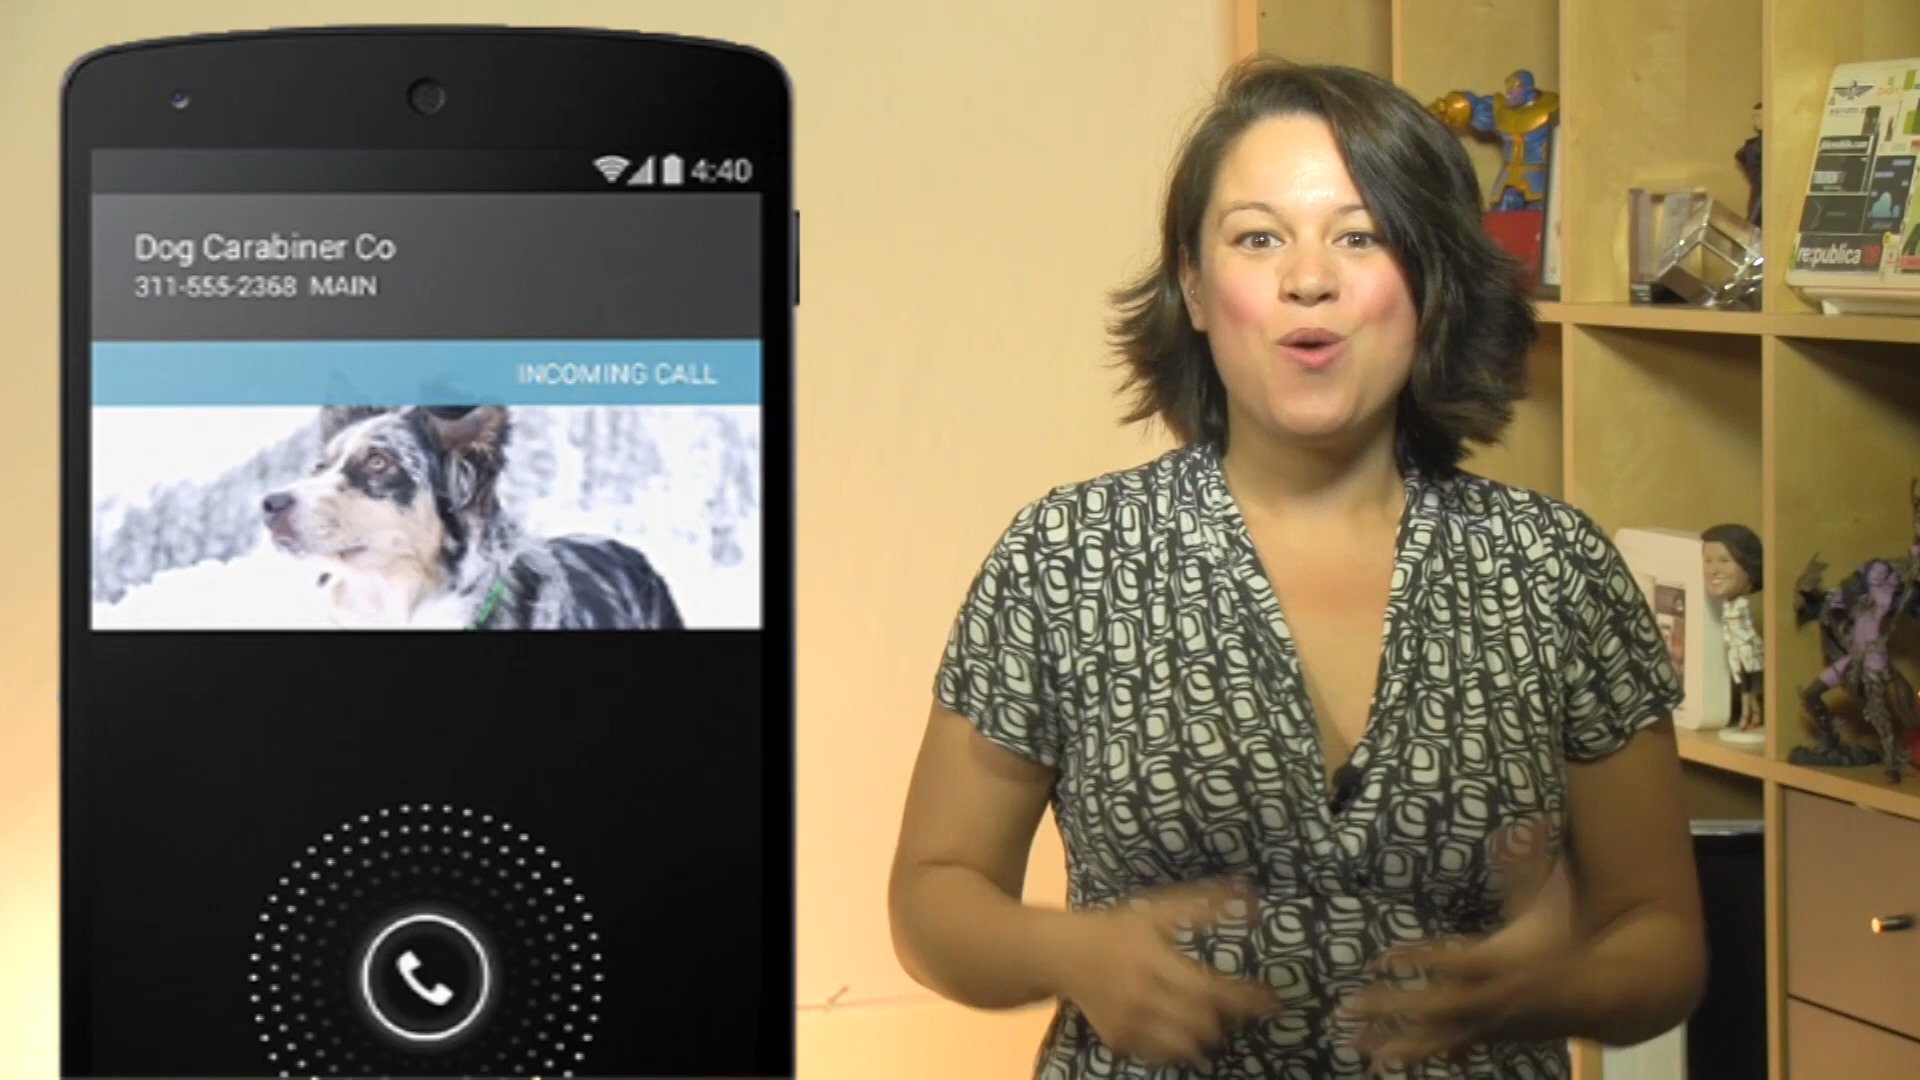 4:40
Dog Carabiner Co
311-555-2368 MAIN
INCOMING CALL
re:publica